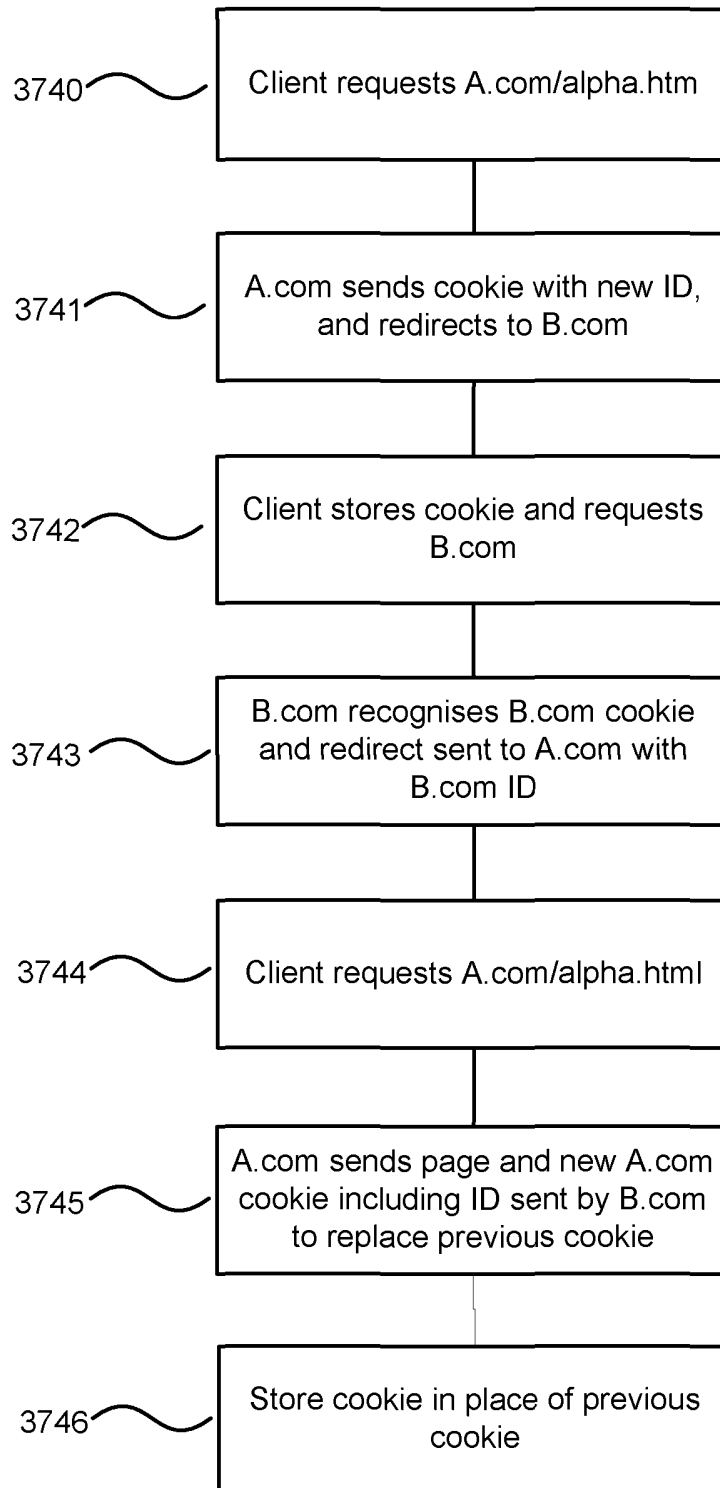 3740
Client requests A.com/alpha.htm
3741
A.com sends cookie with new ID,
and redirects to B.com
3742
Client stores cookie and requests
B.com
3743
B.com recognises B.com cookie
and redirect sent to A.com with
B.com ID
3744
Client requests A.com/alpha.html
3745
A.com sends page and new A.com
cookie including ID sent by B.com
to replace previous cookie
3746
Store cookie in place of previous
cookie